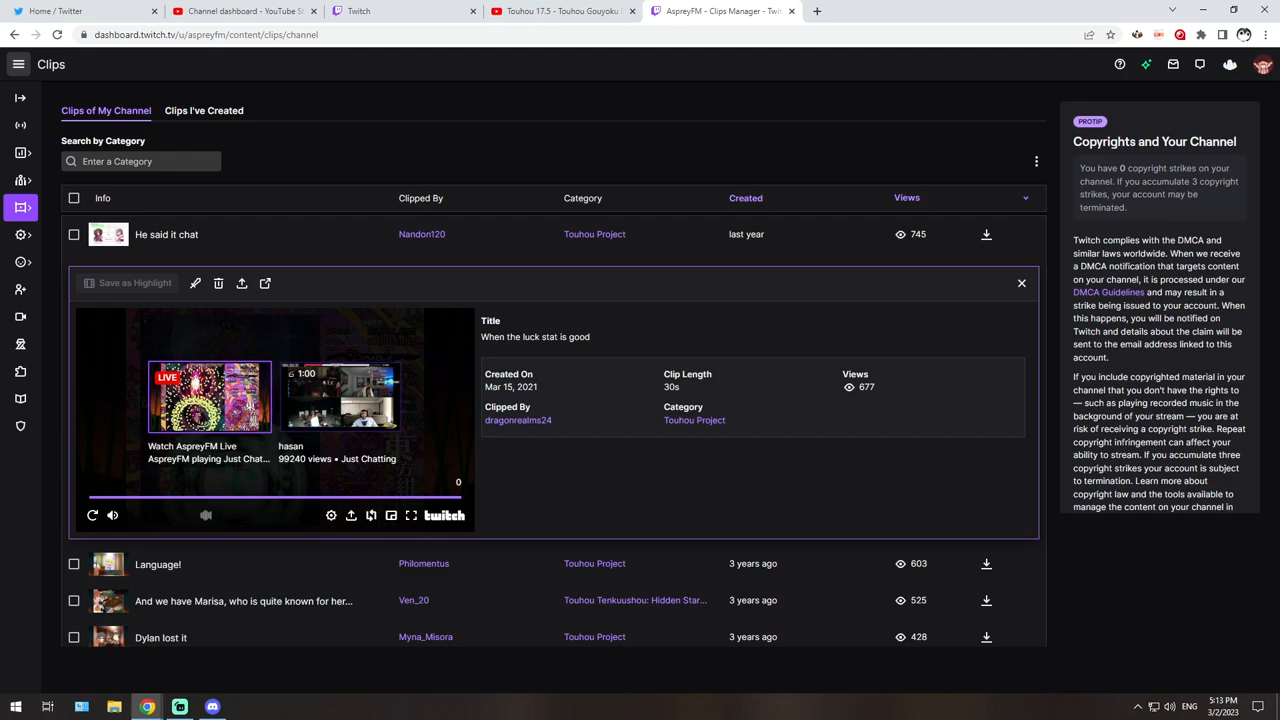 Home / Twitter
Channel dashboard - YouTube St
Twitch
Touhou 17.5 - Touhou Gouyoku
AspreyFM - Clips Manager - Twit
dashboard.twitch.tv/u/aspreyfm/content/clips/channel
Clips
Clips of My Channel
Clips I've Created
Search by Category
Enter a Category
Info
Clipped By
Category
Created
Views
He said it chat
Nandon120
Touhou Project
last year
745
Save as Highlight
LIVE
1:00
Watch AspreyFM Live
AspreyFM playing Just Chat...
hasan
99240 views • Just Chatting
0
twitch
Title
When the luck stat is good
Created On
Mar 15, 2021
Clip Length
30s
Views
677
Clipped By
dragonrealms24
Category
Touhou Project
Language!
Philomentus
Touhou Project
3 years ago
603
And we have Marisa, who is quite known for her...
Ven_20
Touhou Tenkuushou: Hidden Star...
3 years ago
525
Dylan lost it
Myna_Misora
Touhou Project
3 years ago
428
PROTIP
Copyrights and Your Channel
You have 0 copyright strikes on your
channel. If you accumulate 3 copyright
strikes, your account may be
terminated.
Twitch complies with the DMCA and
similar laws worldwide. When we receive
a DMCA notification that targets content
on your channel, it is processed under our
DMCA Guidelines and may result in a
strike being issued to your account. When
this happens, you will be notified on
Twitch and details about the claim will be
sent to the email address linked to this
account.
If you include copyrighted material in your
channel that you don't have the rights to
— such as playing recorded music in the
background of your stream — you are at
risk of receiving a copyright strike. Repeat
copyright infringement can affect your
ability to stream. If you accumulate three
copyright strikes your account is subject
to termination. Learn more about
copyright law and the tools available to
manage the content on your channel in
ENG
5:13 PM
3/2/2023